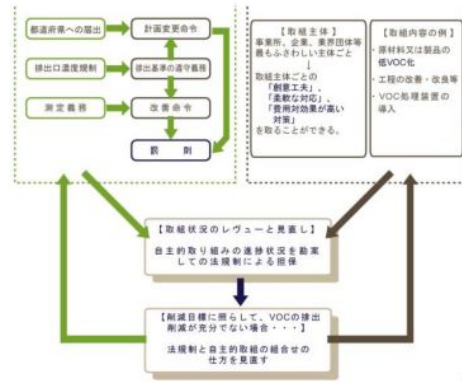 都道府県への届出
計画変更命令
排出口濃度規制
排出基準の遵守義務
測定義務
改善命令
罰則
【取組主体】
事業所、企業、業界団体等
最もふさわしい主体ごと
取組主体ごとの
「創意工夫」、
「柔軟な対応」、
「費用対効果が高い
対策」
を取ることができる。
【取組内容の例】
・原材料又は製品の
低VOC化
・工程の改善・改良等
・VOC処理装置の
導入
【取組状況のレヴューと見直し】
自主的取り組みの進捗状況を勘案
しての法規制による担保
【削減目標に照らして、VOCの排出
削減が充分でない場合・・・】
法規制と自主的取組の組合せの
仕方を見直す